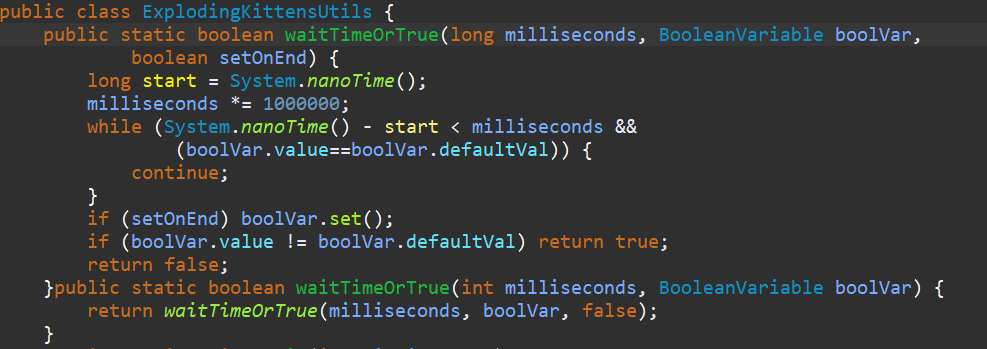 public class ExplodingKittensUtils {
    public static boolean waitTimeOrTrue(long milliseconds, BooleanVariable boolVar,
            boolean setOnEnd) {
        long start = System.nanoTime();
        milliseconds *= 1000000;
        while (System.nanoTime() - start < milliseconds &&
                (boolVar.value==boolVar.defaultVal)) {
            continue;
        }
        if (setOnEnd) boolVar.set();
        if (boolVar.value != boolVar.defaultVal) return true;
        return false;
    }public static boolean waitTimeOrTrue(int milliseconds, BooleanVariable boolVar) {
        return waitTimeOrTrue(milliseconds, boolVar, false);
    }